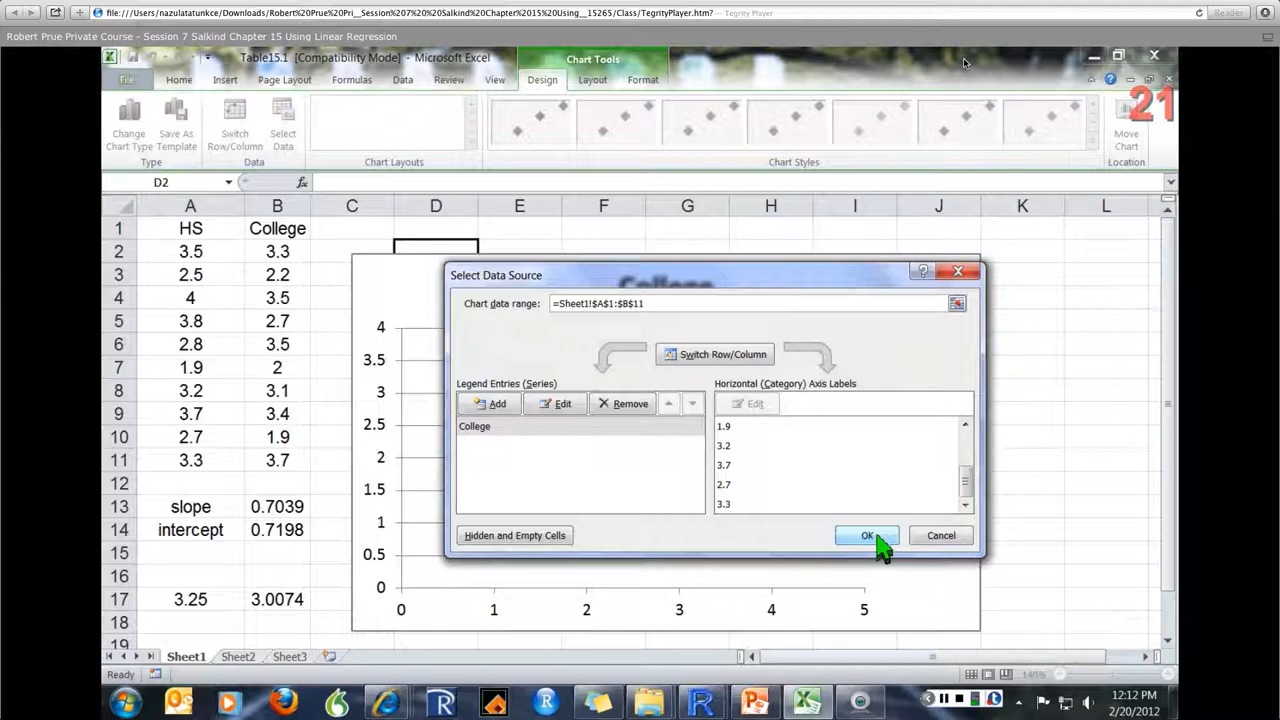 file:///Users/nazulatatunkce/Downloads/Robert%20Prue%20Pri__Session%207%20%20Salkind%20Chapter%2015%20Using__15265/Class/TegrityPlayer.htm? — Tegrity Player
Reader
Robert Prue Private Course - Session 7 Salkind Chapter 15 Using Linear Regression
Table15.1 [Compatibility Mode] - Microsoft Excel
Chart Tools
File Home Insert Page Layout Formulas Data Review View Design Layout Format
21
Change Chart Type
Save As Template
Switch Row/Column
Select Data
Move Chart
Type Data Chart Layouts Chart Styles Location
D2
fx
A B C D E F G H I J K L
1 HS College
2 3.5 3.3
3 2.5 2.2
4 4 3.5
5 3.8 2.7
6 2.8 3.5
7 1.9 2
8 3.2 3.1
9 3.7 3.4
10 2.7 1.9
11 3.3 3.7
12
13 slope 0.7039
14 intercept 0.7198
15
16
17 3.25 3.0074
18
19
College
4
3.5
3
2.5
2
1.5
1
0.5
0
0 1 2 3 4 5
Select Data Source
Chart data range: =Sheet1!$A$1:$B$11
Switch Row/Column
Legend Entries (Series)
Add Edit Remove
College
Horizontal (Category) Axis Labels
Edit
1.9
3.2
3.7
2.7
3.3
Hidden and Empty Cells
OK
Cancel
Sheet1 Sheet2 Sheet3
Ready
140%
12:12 PM
2/20/2012